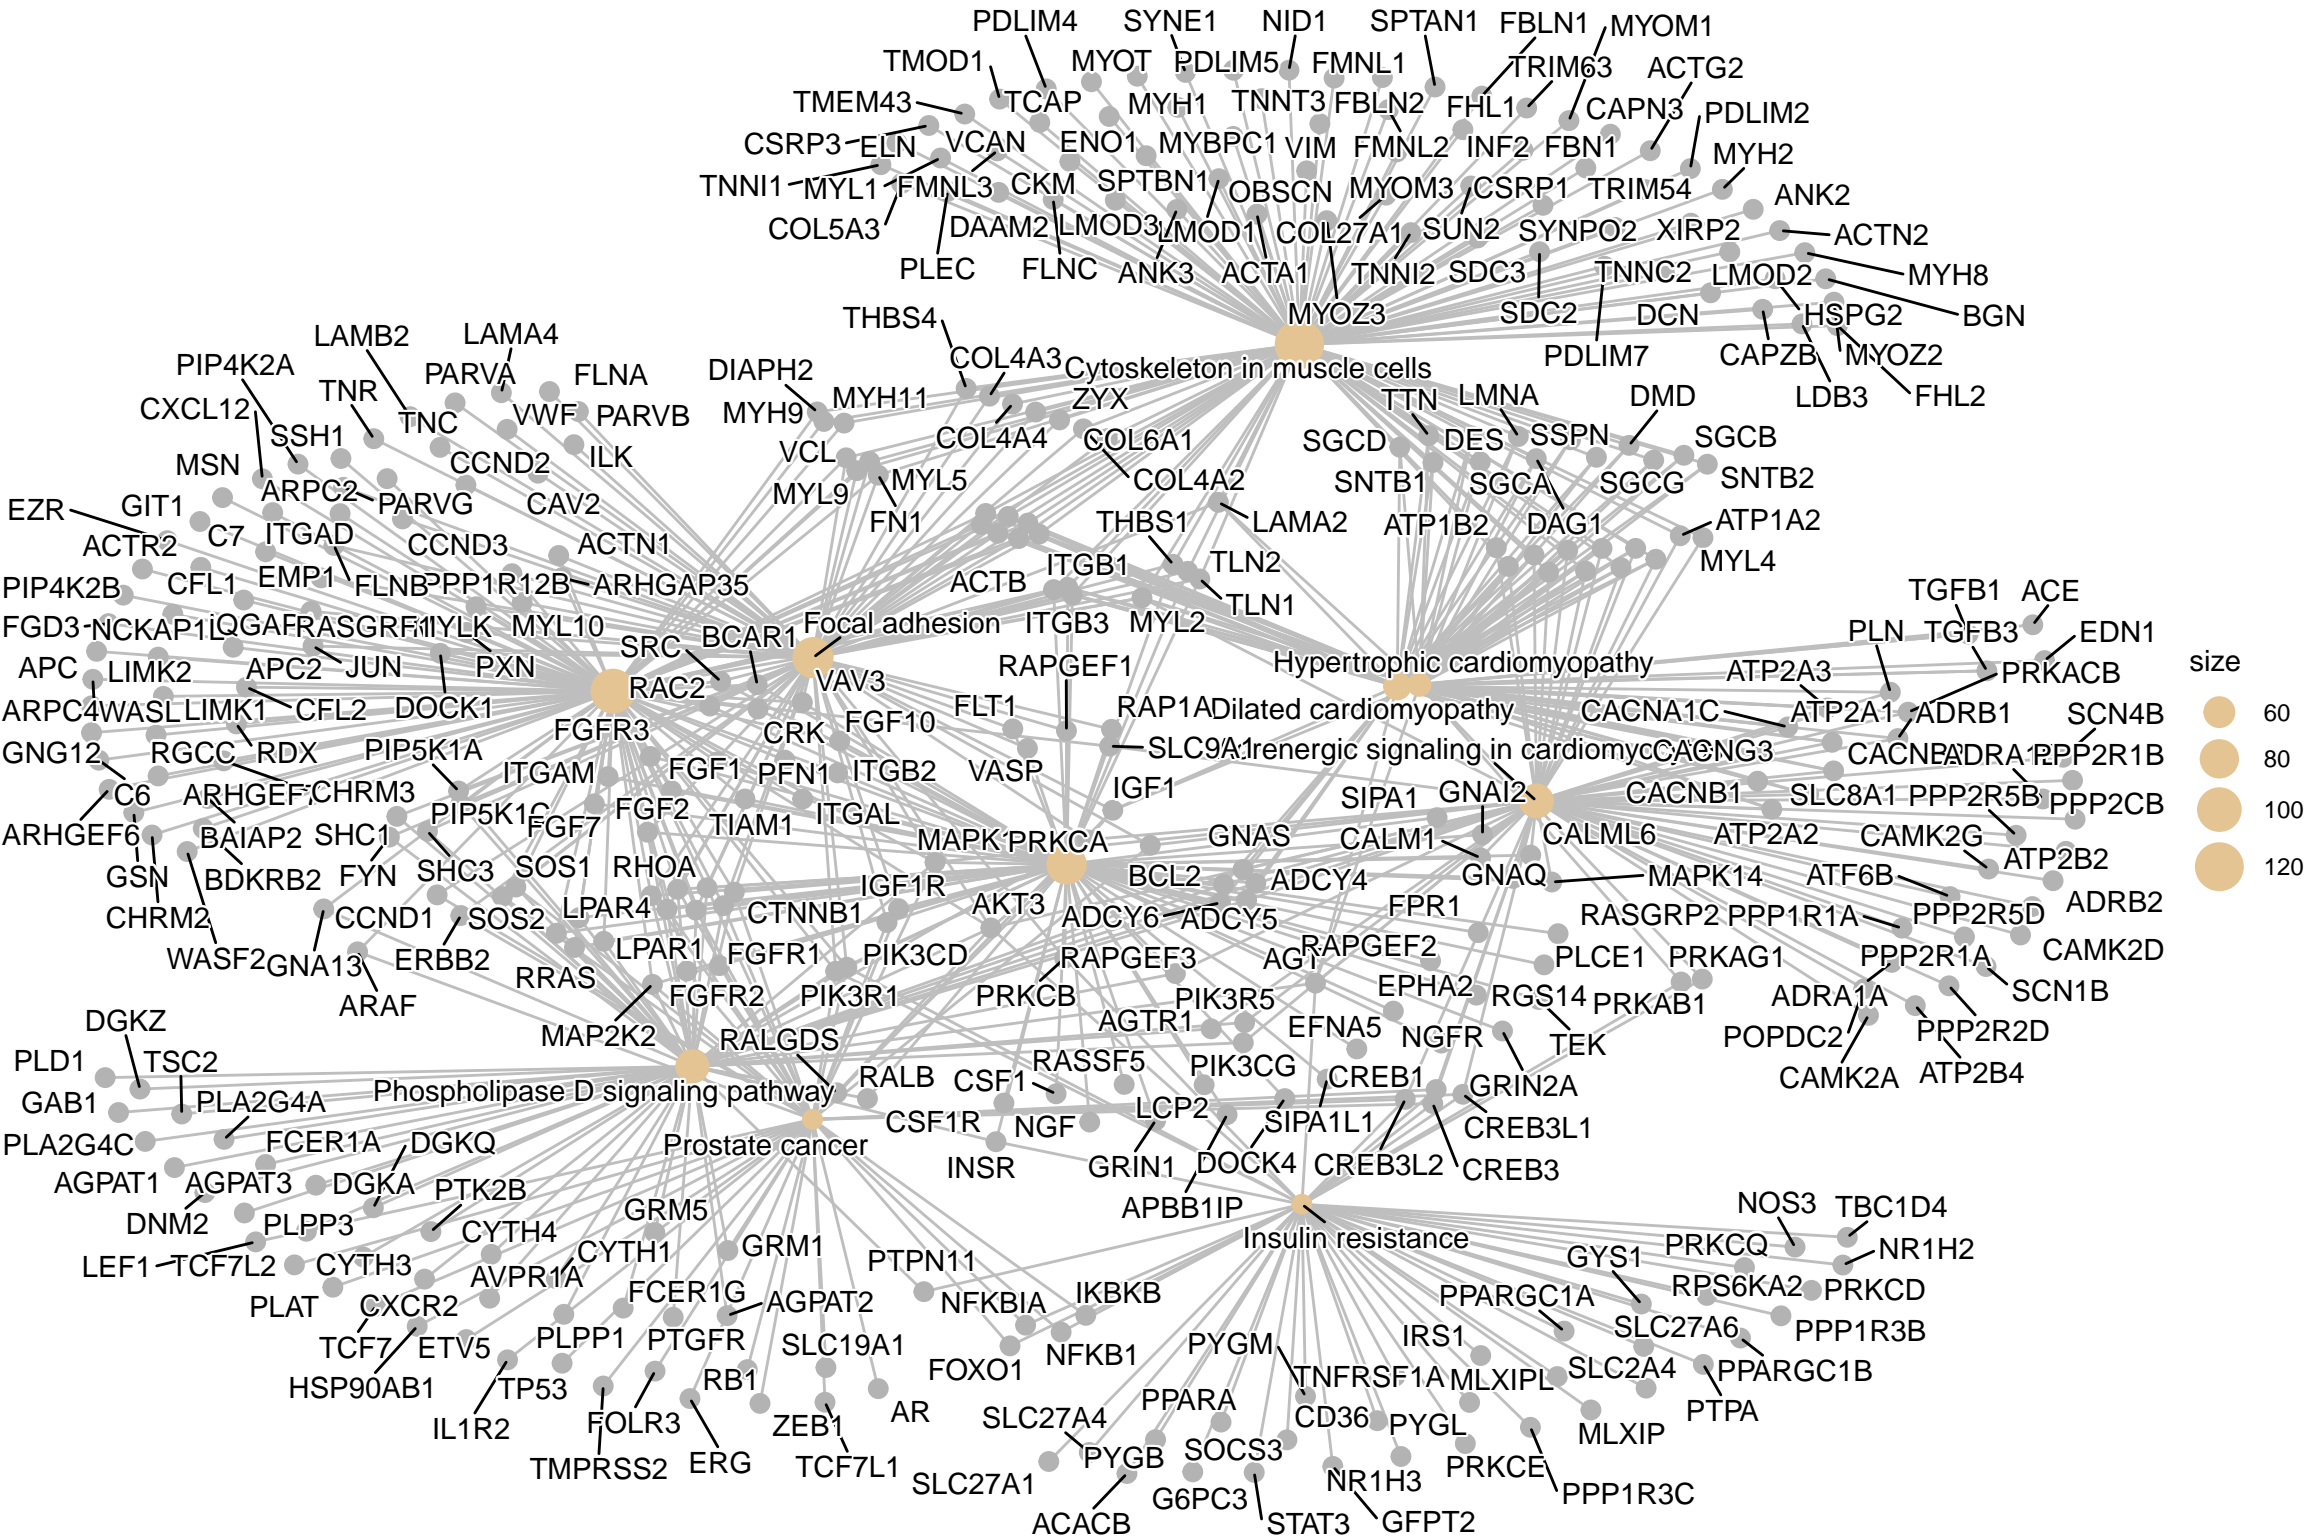 PDLIM4 SYNE1 NID1 SPTAN1 FBLN1 MYOM1
TMOD1 MYOT PDLIM5 FMNL1 TRIM63 ACTG2
TMEM43 TCAP MYH1 TNNT3 FBLN2 FHL1 CAPN3 PDLIM2
CSRP3 ELN VCAN ENO1 MYBPC1 VIM FMNL2 INF2 FBN1 MYH2
TNNI1 MYL1 FMNL3 CKM SPTBN1 OBSCN MYOM3 CSRP1 TRIM54 ANK2
COL5A3 DAAM2 LMOD3 LMOD1 COL27A1 SUN2 SYNPO2 XIRP2 ACTN2
PLEC FLNC ANK3 ACTA1 TNNI2 SDC3 TNNC2 LMOD2 MYH8
THBS4 MYOZ3 SDC2 DCN HSPG2 BGN
LAMB2 LAMA4 COL4A3 PDLIM7 CAPZB MYOZ2
PIP4K2A PARVA FLNA DIAPH2 Cytoskeleton in muscle cells
TNR MYH11 ZYX TTN LMNA DMD LDB3 FHL2
CXCL12 TNC VWF PARVB MYH9
SSH1 COL4A4 COL6A1 SGCD DES SSPN SGCB
MSN CCND2 ILK VCL MYL5 COL4A2 SNTB1 SGCA SGCG SNTB2
ARPC2 PARVG CAV2 MYL9
EZR GIT1 FN1 THBS1 LAMA2 ATP1B2 DAG1 ATP1A2
ACTR2 C7 ITGAD CCND3 ACTN1
ITGB1 TLN2 MYL4
PIP4K2B CFL1 EMP1 FLNB PPP1R12B ARHGAP35 ACTB TGFB1 ACE
TLN1
FGD3 NCKAP1L RASGRF1 MYLK MYL10 SRC BCAR1 Focal adhesion ITGB3 MYL2 PLN TGFB3 EDN1
APC LIMK2 APC2 JUN PXN RAPGEF1 Hypertrophic cardiomyopathy ATP2A3 PRKACB
size
RAC2 VAV3
ARPC4 WASL LIMK1 CFL2 DOCK1 FGF10 FLT1 RAP1A Dilated cardiomyopathy CACNA1C ATP2A1 ADRB1 SCN4B
60
FGFR3 CRK
GNG12 RGCC RDX PIP5K1A SLC9A1 CACNG3 PPP2R1B
80
ITGAM FGF1 PFN1 ITGB2 VASP
C6 CHRM3 IGF1 SIPA1 GNAI2 CACNB1 SLC8A1 PPP2R5B PPP2CB
100
PIP5K1C FGF2 ITGAL
ARHGEF6 BAIAP2 SHC1 FGF7 TIAM1 PRKCA GNAS CALM1 CALML6 ATP2A2 CAMK2G
GSN BDKRB2 FYN SHC3 SOS1 RHOA IGF1R BCL2 ADCY4 GNAQ MAPK14 ATF6B ATP2B2
120
CHRM2 CCND1 SOS2 LPAR4 CTNNB1 AKT3 ADCY6 ADCY5 FPR1 RASGRP2 PPP1R1A PPP2R5D ADRB2
WASF2 GNA13 ERBB2 LPAR1 FGFR1 PIK3CD RAPGEF3 RAPGEF2 PLCE1 PRKAG1 PPP2R1A CAMK2D
ARAF RRAS FGFR2 PIK3R1 PRKCB PIK3R5 EPHA2 RGS14 PRKAB1 ADRA1A SCN1B
DGKZ MAP2K2 RALGDS AGTR1 EFNA5 NGFR TEK POPDC2 PPP2R2D
PLD1 TSC2 RASSF5 PIK3CG CREB1 GRIN2A CAMK2A ATP2B4
GAB1 PLA2G4A Phospholipase D signaling pathway RALB CSF1
LCP2 SIPA1L1 CREB3L1
PLA2G4C FCER1A DGKQ Prostate cancer CSF1R NGF
AGPAT1 AGPAT3 DGKA PTK2B INSR GRIN1 DOCK4 CREB3L2 CREB3
DNM2 PLPP3 CYTH4 GRM5 APBB1IP NOS3 TBC1D4
LEF1 TCF7L2 CYTH3 AVPR1A CYTH1 GRM1 PTPN11 Insulin resistance GYS1 PRKCQ NR1H2
PLAT CXCR2 FCER1G AGPAT2 NFKBIA IKBKB PPARGC1A RPS6KA2 PRKCD
TCF7 ETV5 PLPP1 PTGFR SLC19A1 PYGM IRS1 SLC27A6 PPP1R3B
HSP90AB1 TP53 RB1 FOXO1 NFKB1 TNFRSF1A MLXIPL SLC2A4 PPARGC1B
IL1R2 FOLR3 ZEB1 AR SLC27A4 PPARA CD36 PYGL MLXIP PTPA
TMPRSS2 ERG TCF7L1 SLC27A1 PYGB SOCS3 NR1H3 PRKCE
ACACB G6PC3 STAT3 GFPT2 PPP1R3C